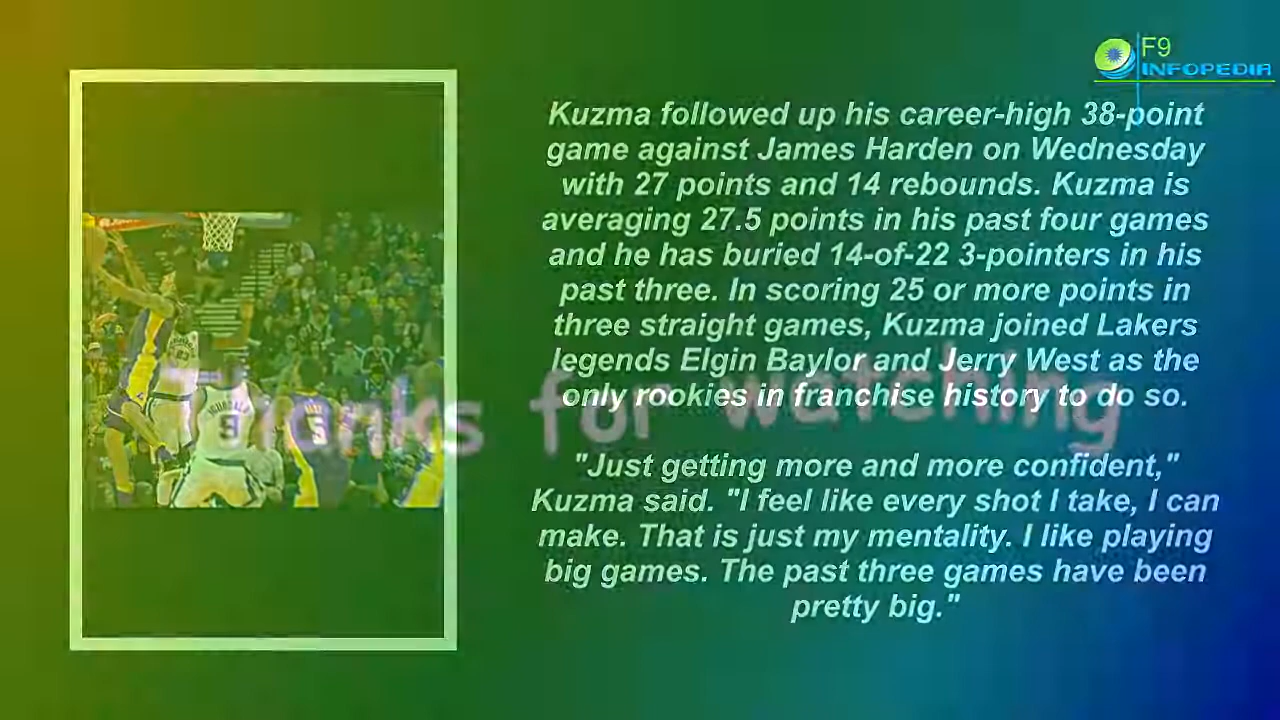 F9
INFOPEDIA
Kuzma followed up his career-high 38-point
game against James Harden on Wednesday
with 27 points and 14 rebounds. Kuzma is
averaging 27.5 points in his past four games
and he has buried 14-of-22 3-pointers in his
past three. In scoring 25 or more points in
three straight games, Kuzma joined Lakers
legends Elgin Baylor and Jerry West as the
only rookies in franchise history to do so.
Thanks for watching
"Just getting more and more confident,"
Kuzma said. "I feel like every shot I take, I can
make. That is just my mentality. I like playing
big games. The past three games have been
pretty big."